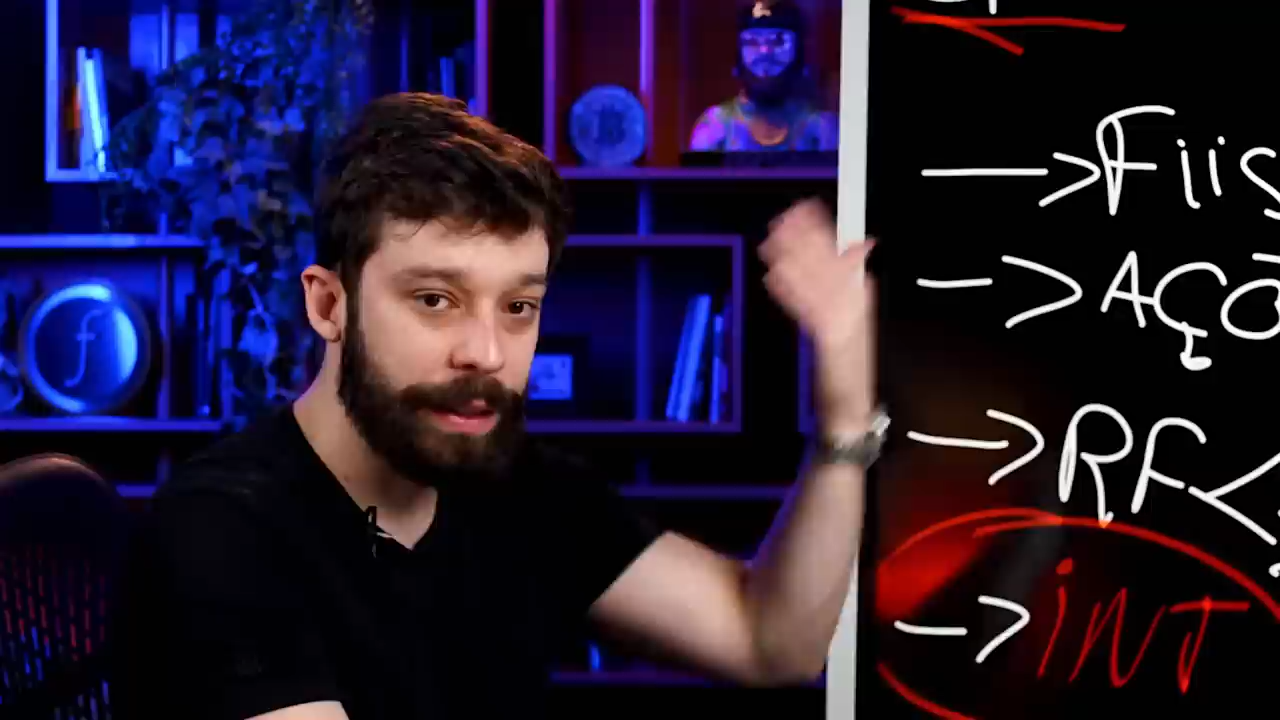 → Fiis
→ AÇÕ
→ RF <
→ iNT